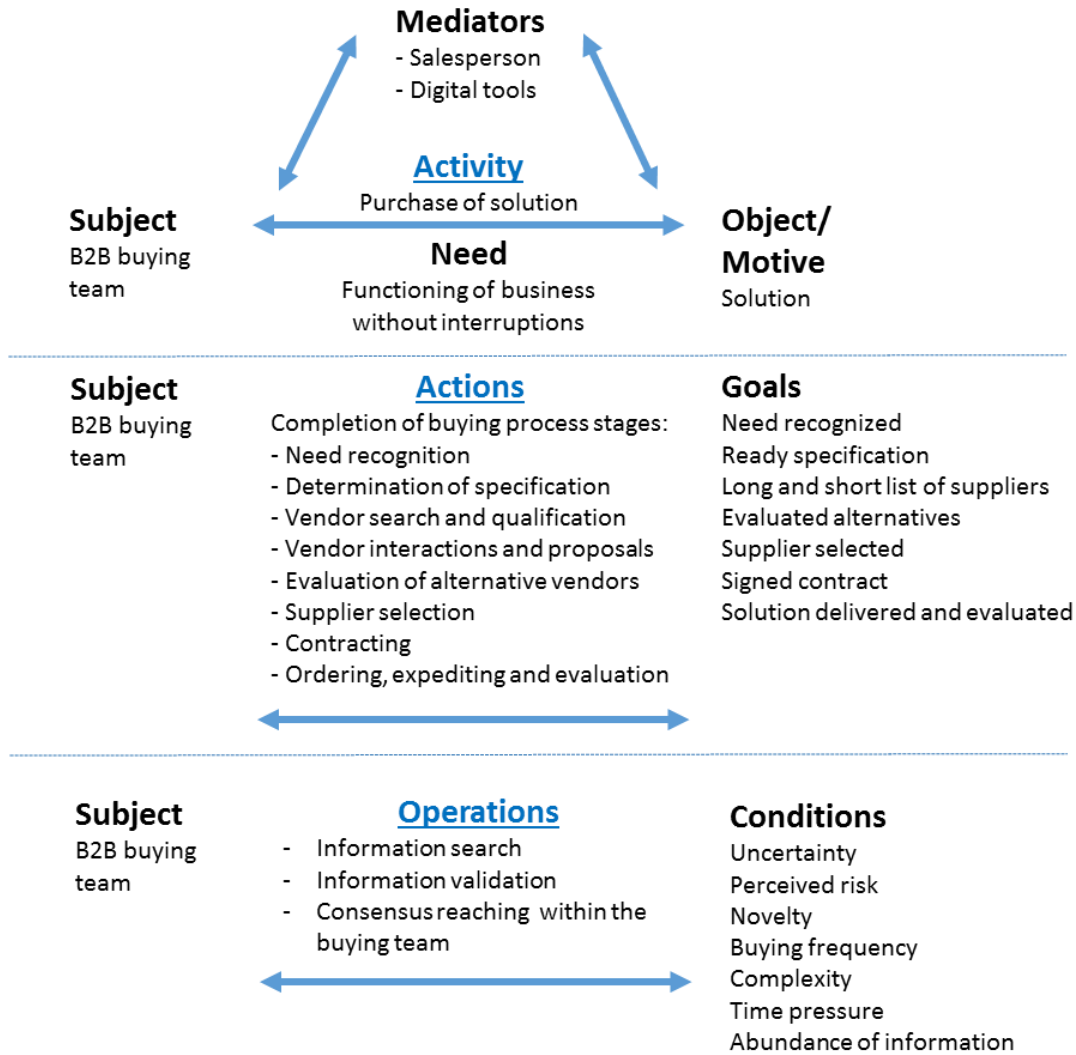 Mediators
- Salesperson
- Digital tools
Activity
Purchase of solution
Subject
B2B buying
team
Need
Functioning of business
without interruptions
Object/
Motive
Solution
Subject
B2B buying
team
Actions
Completion of buying process stages:
- Need recognition
- Determination of specification
- Vendor search and qualification
- Vendor interactions and proposals
- Evaluation of alternative vendors
- Supplier selection
- Contracting
- Ordering, expediting and evaluation
Goals
Need recognized
Ready specification
Long and short list of suppliers
Evaluated alternatives
Supplier selected
Signed contract
Solution delivered and evaluated
Subject
B2B buying
team
Operations
- Information search
- Information validation
- Consensus reaching within the
buying team
Conditions
Uncertainty
Perceived risk
Novelty
Buying frequency
Complexity
Time pressure
Abundance of information